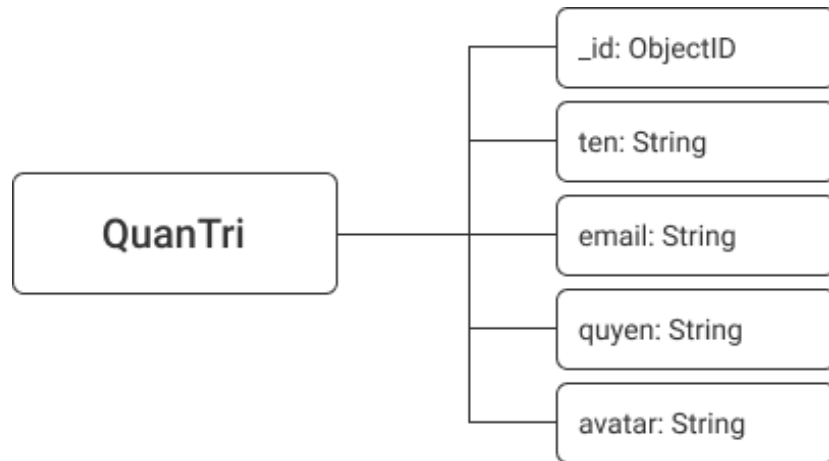 _id: ObjectID
ten: String
QuanTri
email: String
quyen: String
avatar: String